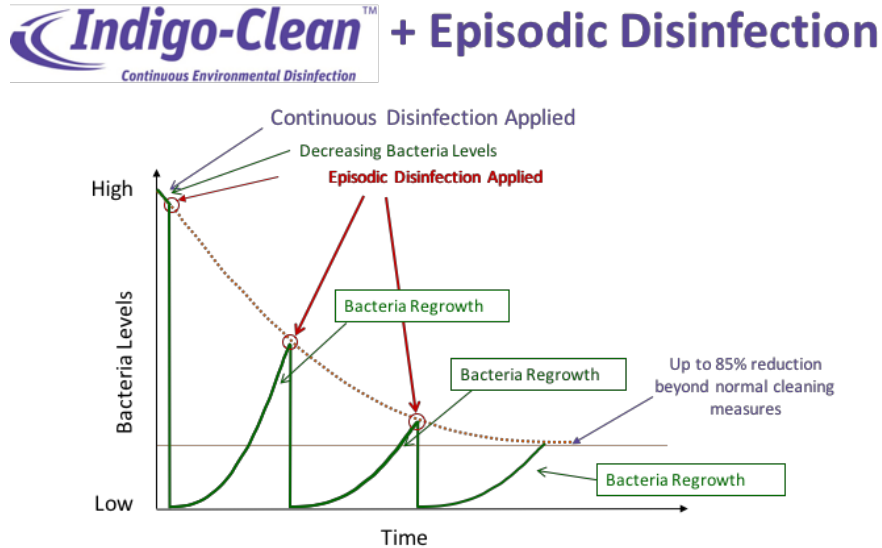 Indigo-Clean™ + Episodic Disinfection
Continuous Environmental Disinfection
Continuous Disinfection Applied
Decreasing Bacteria Levels
Episodic Disinfection Applied
High
Bacteria Levels
Bacteria Regrowth
Bacteria Regrowth
Up to 85% reduction
beyond normal cleaning
measures
Bacteria Regrowth
Low
Time